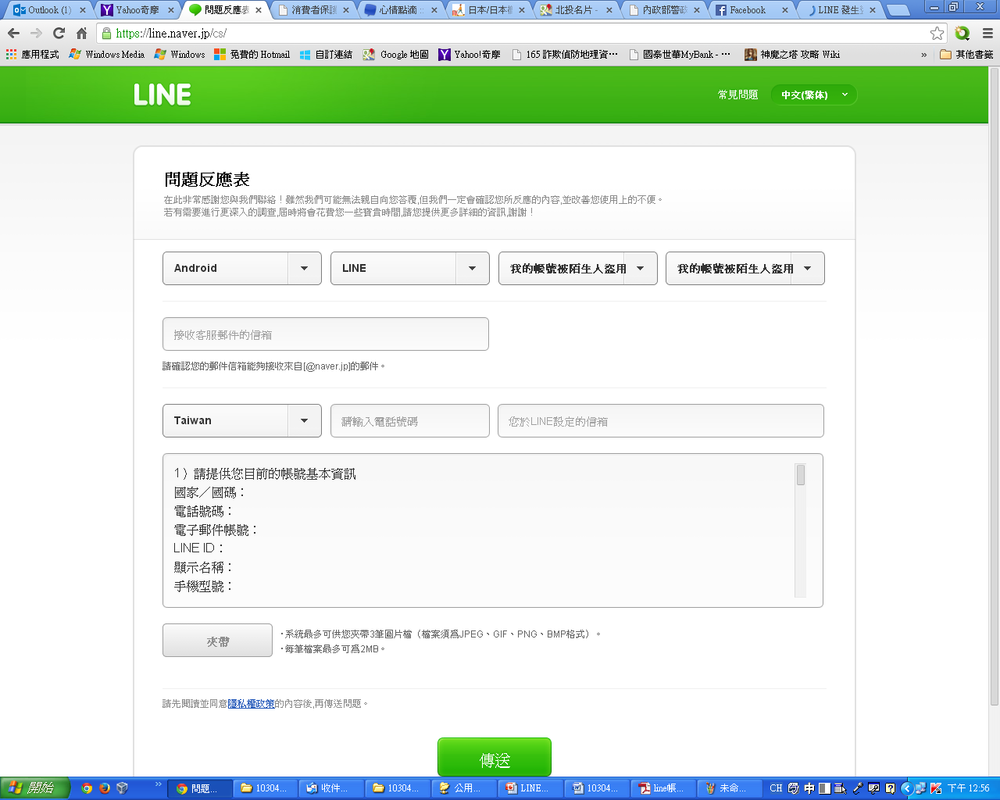 Outlook (1)
Yahoo奇摩
問題反應表
消費者保護
心情點滴 ::
日本/日本橫
北投名片 -
內政部警政
Facebook
LINE 發生
https://line.naver.jp/cs/
應用程式
Windows Media
Windows
免費的 Hotmail
自訂連結
Google 地圖
Yahoo!奇摩
165 詐欺偵防地理資…
國泰世華MyBank - …
神魔之塔 攻略 Wiki
»
其他書籤
LINE
常見問題
中文(繁体)
問題反應表
在此非常感謝您與我們聯絡！雖然我們可能無法親自向您答覆,但我們一定會確認您所反應的內容,並改善您使用上的不便。
若有需要進行更深入的調查,屆時將會花費您一些寶貴時間,請您提供更多詳細的資訊,謝謝！
Android
LINE
我的帳號被陌生人盜用
我的帳號被陌生人盜用
接收客服郵件的信箱
請確認您的郵件信箱能夠接收來自[@naver.jp]的郵件。
Taiwan
請輸入電話號碼
您於LINE設定的信箱
1）請提供您目前的帳號基本資訊
國家／國碼：
電話號碼：
電子郵件帳號：
LINE ID：
顯示名稱：
手機型號：
夾帶
‧系統最多可供您夾帶3筆圖片檔（檔案須為JPEG、GIF、PNG、BMP格式）。
‧每筆檔案最多可為2MB。
請先閱讀並同意隱私權政策的內容後,再傳送問題。
傳送
開始
»
問題...
10304...
收件...
10304...
公用...
LINE...
10304...
line帳...
未命...
CH
中
下午 12:56